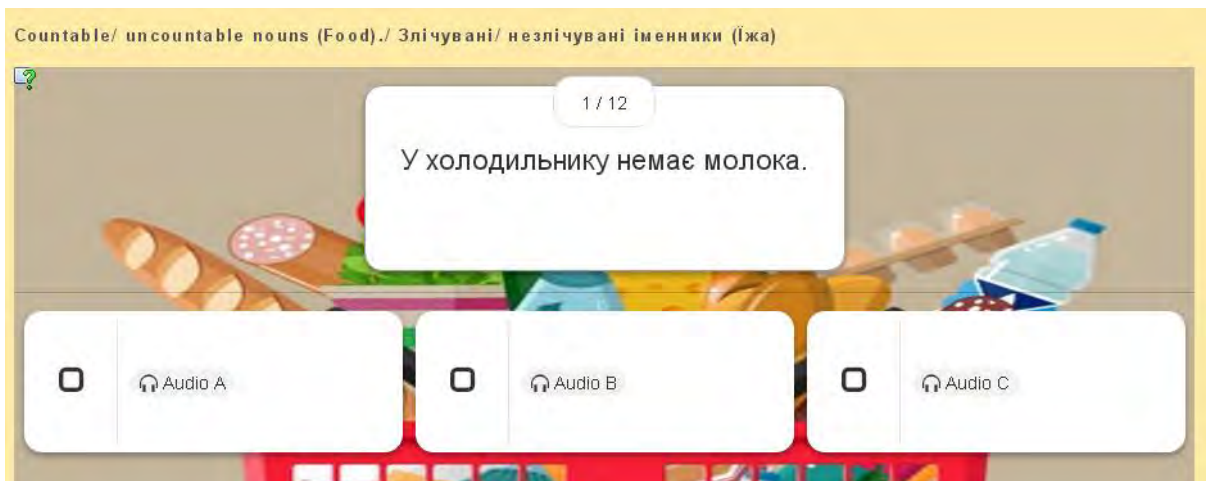 Countable/ uncountable nouns (Food)./ Злічувані/ незлічувані іменники (Їжа)
1 / 12
У холодильнику немає молока.
Audio A
Audio B
Audio C